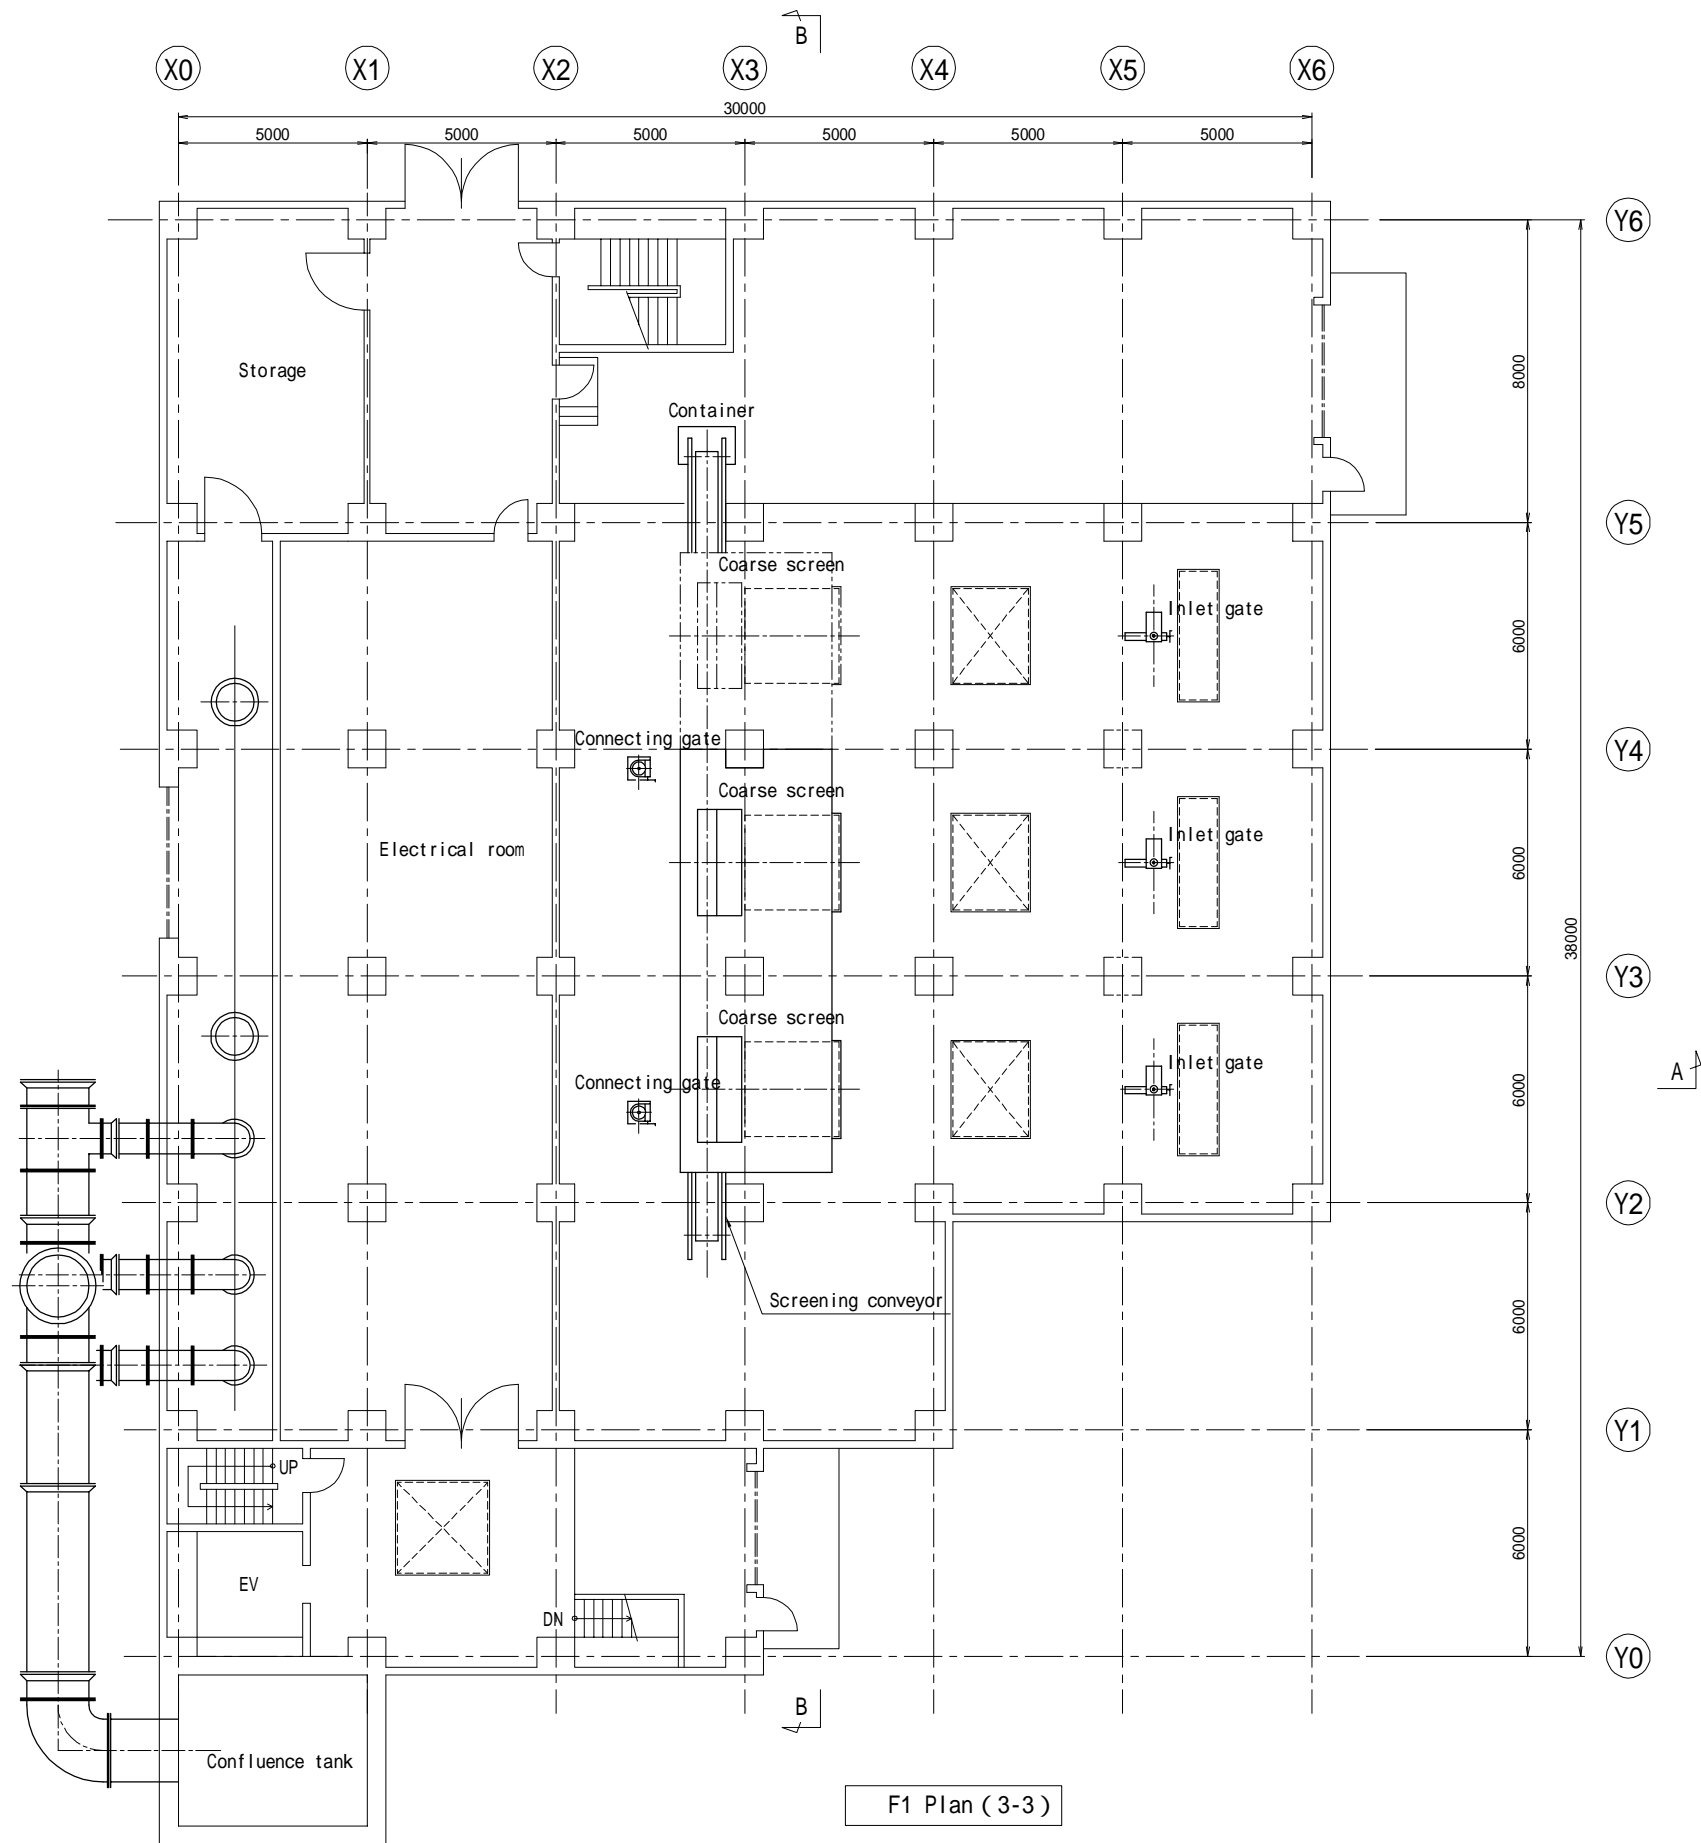 B
X0 X1 X2 X3 X4 X5 X6
30000
5000 5000 5000 5000 5000 5000
Y6
8000
Storage
Container
Y5
Coarse screen
Inlet gate
6000
Connecting gate
Y4
Coarse screen
Inlet gate
Electrical room
6000
38000
Y3
Coarse screen
Inlet gate
Connecting gate
6000
A
Y2
Screening conveyor
6000
Y1
UP
6000
EV
DN
Y0
B
Confluence tank
F1 Plan (3-3)